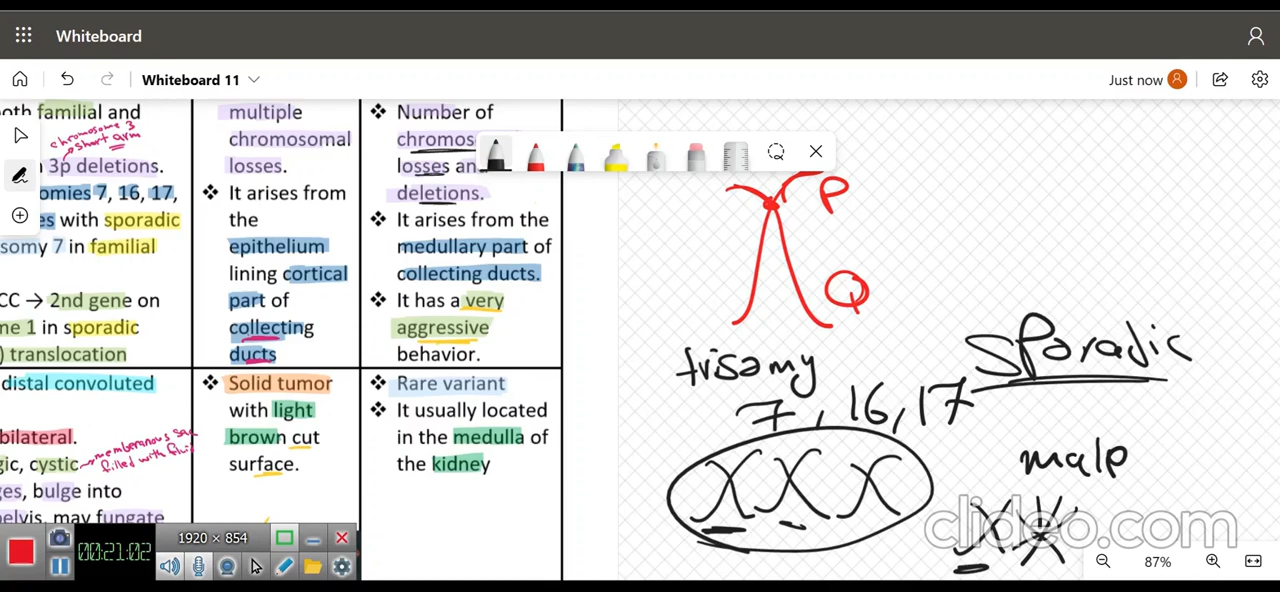 Whiteboard
Whiteboard 11
Just now
oth familial and
chromosome 3
short arm
3p deletions.
omies 7, 16, 17,
es with sporadic
somy 7 in familial
CC → 2nd gene on
me 1 in sporadic
) translocation
distal convoluted
bilateral.
gic, cystic
memberanous sac
filled with fluid
ges, bulge into
pelvis, may fungate
multiple
chromosomal
losses.
❖ It arises from
the
epithelium
lining cortical
part of
collecting
ducts
❖ Solid tumor
with light
brown cut
surface.
❖ Number of
chromos
losses an
deletions.
❖ It arises from the
medullary part of
collecting ducts.
❖ It has a very
aggressive
behavior.
❖ Rare variant
❖ It usually located
in the medulla of
the kidney
P
Q
trisamy
7, 16, 17
Sporadic
male
X X X
clideo.com
00:21:02
1920 × 854
87%